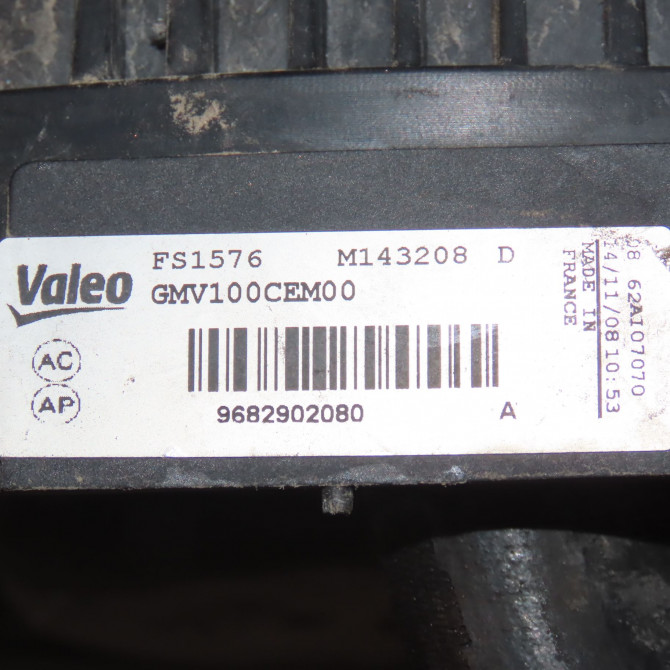 Valeo
FS1576 M143208 D
GMV100CEM00
AC
AP
9682902080 A
MADE IN
FRANCE
08 62AI07070
14/11/08 10:53